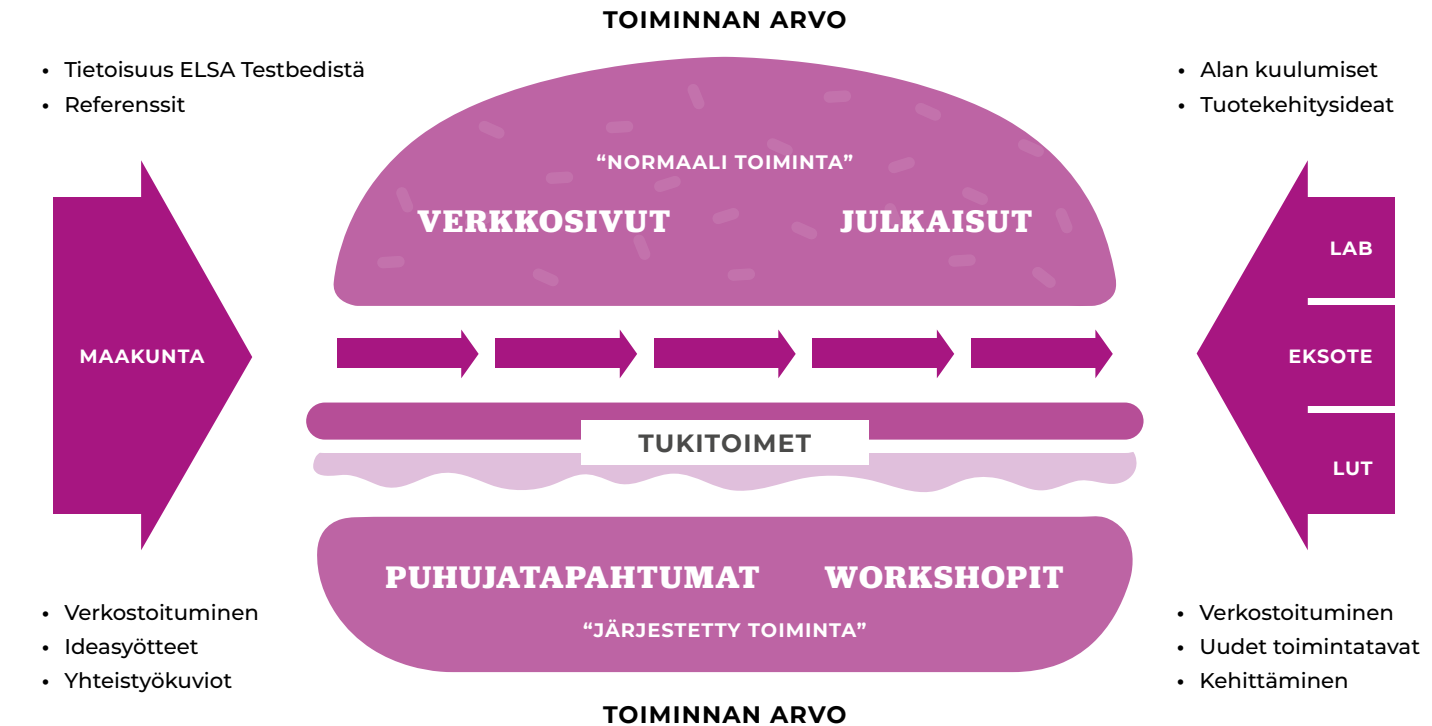 TOIMINNAN ARVO
• Tietoisuus ELSA Testbedistä
• Referenssit
• Alan kuulumiset
• Tuotekehitysideat
“NORMAALI TOIMINTA”
VERKKOSIVUT
JULKAISUT
MAAKUNTA
LAB
EKSOTE
LUT
TUKITOIMET
PUHUJATAPAHTUMAT
WORKSHOPIT
“JÄRJESTETTY TOIMINTA”
• Verkostoituminen
• Ideasyötteet
• Yhteistyökuviot
• Verkostoituminen
• Uudet toimintatavat
• Kehittäminen
TOIMINNAN ARVO